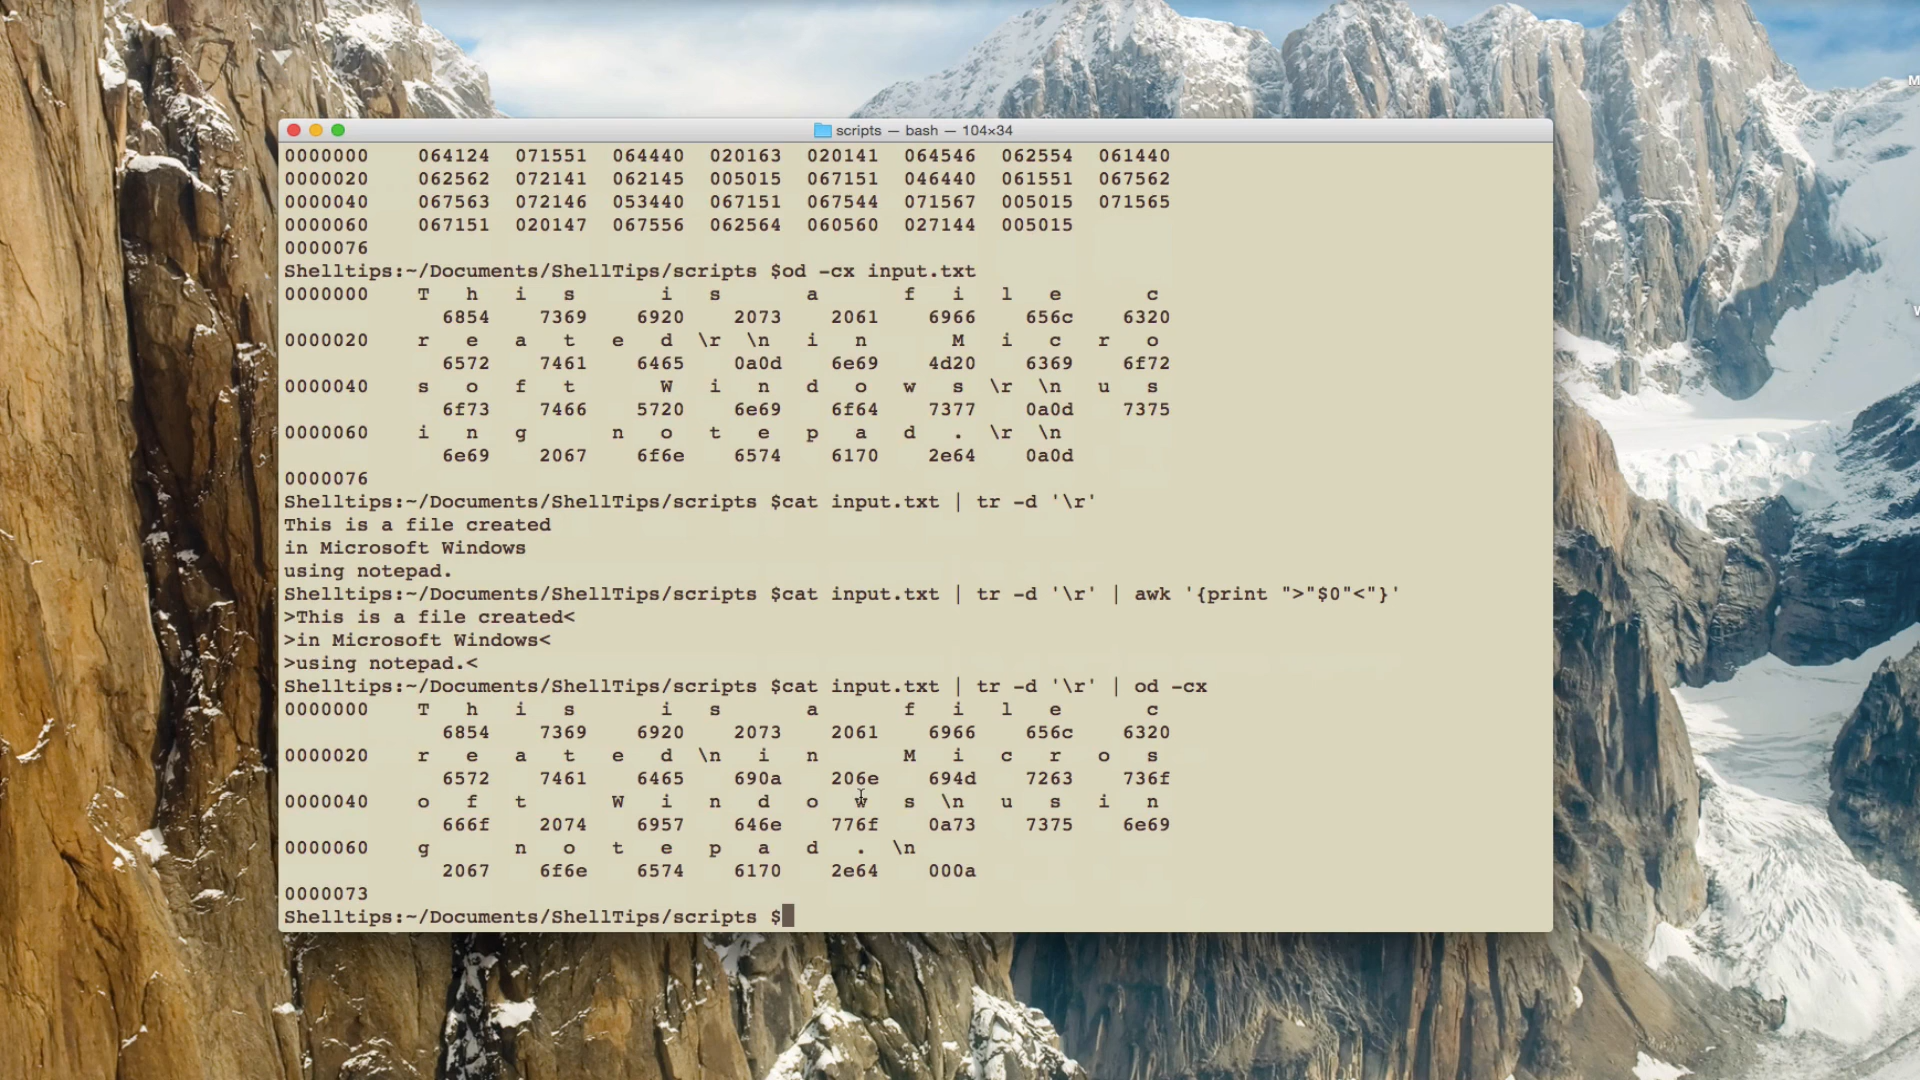 scripts — bash — 104×34
0000000 064124 071551 064440 020163 020141 064546 062554 061440
0000020 062562 072141 062145 005015 067151 046440 061551 067562
0000040 067563 072146 053440 067151 067544 071567 005015 071565
0000060 067151 020147 067556 062564 060560 027144 005015
0000076
Shelltips:~/Documents/ShellTips/scripts $od -cx input.txt
0000000 T h i s i s a f i l e c
6854 7369 6920 2073 2061 6966 656c 6320
0000020 r e a t e d \r \n i n M i c r o
6572 7461 6465 0a0d 6e69 4d20 6369 6f72
0000040 s o f t W i n d o w s \r \n u s
6f73 7466 5720 6e69 6f64 7377 0a0d 7375
0000060 i n g n o t e p a d . \r \n
6e69 2067 6f6e 6574 6170 2e64 0a0d
0000076
Shelltips:~/Documents/ShellTips/scripts $cat input.txt | tr -d '\r'
This is a file created
in Microsoft Windows
using notepad.
Shelltips:~/Documents/ShellTips/scripts $cat input.txt | tr -d '\r' | awk '{print ">"$0"<"}'
>This is a file created<
>in Microsoft Windows<
>using notepad.<
Shelltips:~/Documents/ShellTips/scripts $cat input.txt | tr -d '\r' | od -cx
0000000 T h i s i s a f i l e c
6854 7369 6920 2073 2061 6966 656c 6320
0000020 r e a t e d \n i n M i c r o s
6572 7461 6465 690a 206e 694d 7263 736f
0000040 o f t W i n d o w s \n u s i n
666f 2074 6957 646e 776f 0a73 7375 6e69
0000060 g n o t e p a d . \n
2067 6f6e 6574 6170 2e64 000a
0000073
Shelltips:~/Documents/ShellTips/scripts $